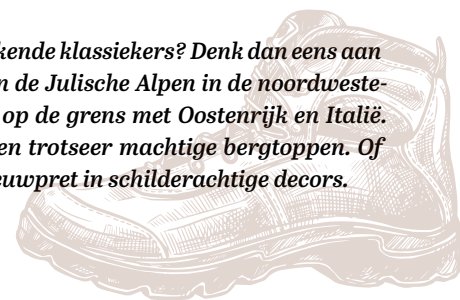 kende klassiekers? Denk dan eens aan
n de Julische Alpen in de noordweste-
op de grens met Oostenrijk en Italië.
en trotseer machtige bergtoppen. Of
euwpret in schilderachtige decors.